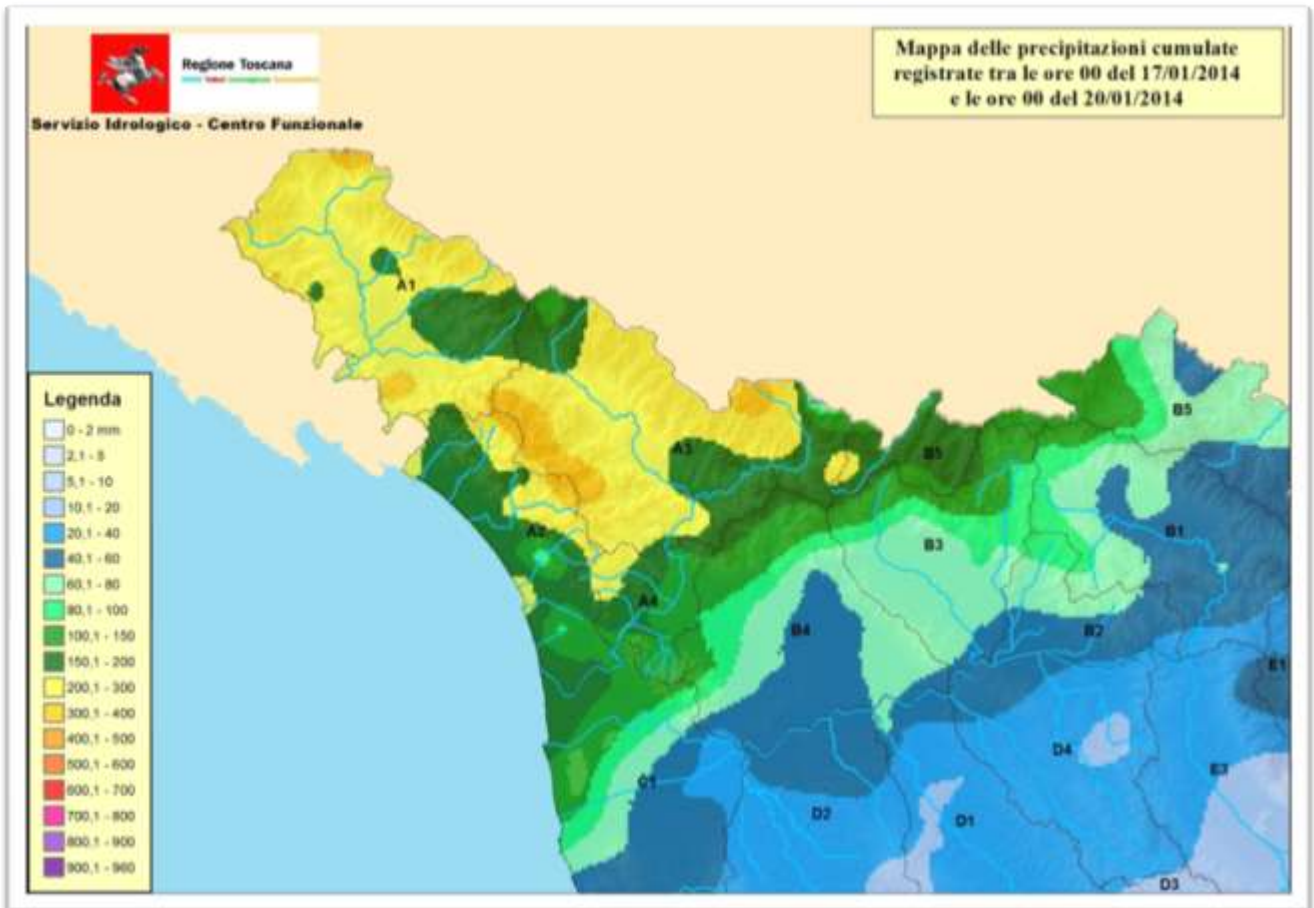 Regione Toscana
Servizio Idrologico - Centro Funzionale
Mappa delle precipitazioni cumulate
registrate tra le ore 00 del 17/01/2014
e le ore 00 del 20/01/2014
A1
B5
A3
B5
A2
B1
B3
A4
B4
B2
E1
D4
E3
C1
D2
D1
D3
Legenda
0 - 2 mm
2,1 - 5
5,1 - 10
10,1 - 20
20,1 - 40
40,1 - 60
60,1 - 80
80,1 - 100
100,1 - 150
150,1 - 200
200,1 - 300
300,1 - 400
400,1 - 500
500,1 - 600
600,1 - 700
700,1 - 800
800,1 - 900
900,1 - 960